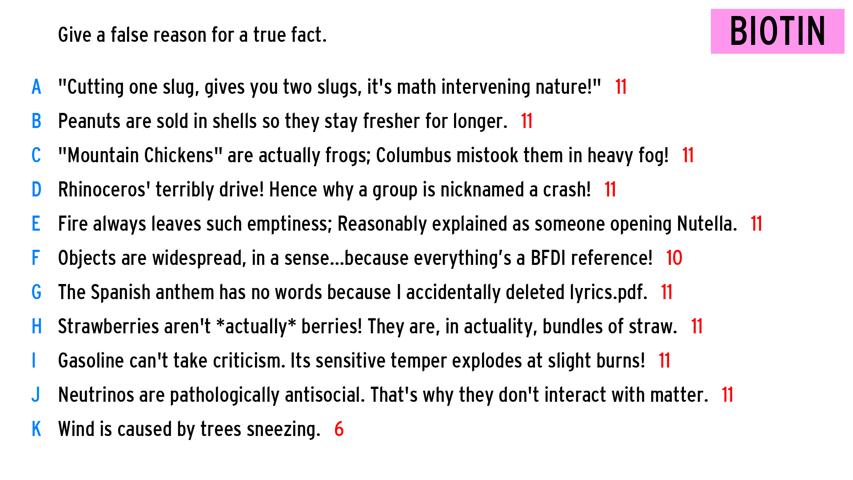 Give a false reason for a true fact.
BIOTIN
A "Cutting one slug, gives you two slugs, it's math intervening nature!" 11
B Peanuts are sold in shells so they stay fresher for longer. 11
C "Mountain Chickens" are actually frogs; Columbus mistook them in heavy fog! 11
D Rhinoceros' terribly drive! Hence why a group is nicknamed a crash! 11
E Fire always leaves such emptiness; Reasonably explained as someone opening Nutella. 11
F Objects are widespread, in a sense...because everything's a BFDI reference! 10
G The Spanish anthem has no words because I accidentally deleted lyrics.pdf. 11
H Strawberries aren't *actually* berries! They are, in actuality, bundles of straw. 11
I Gasoline can't take criticism. Its sensitive temper explodes at slight burns! 11
J Neutrinos are pathologically antisocial. That's why they don't interact with matter. 11
K Wind is caused by trees sneezing. 6